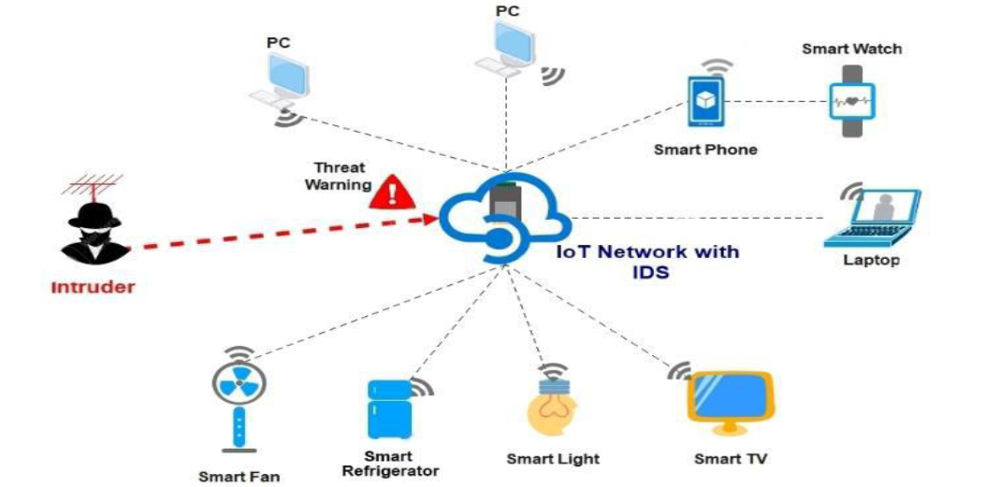 PC
PC
Smart Watch
Smart Phone
Threat
Warning
!
IoT Network with
IDS
Laptop
Intruder
Smart Fan
Smart
Refrigerator
Smart Light
Smart TV